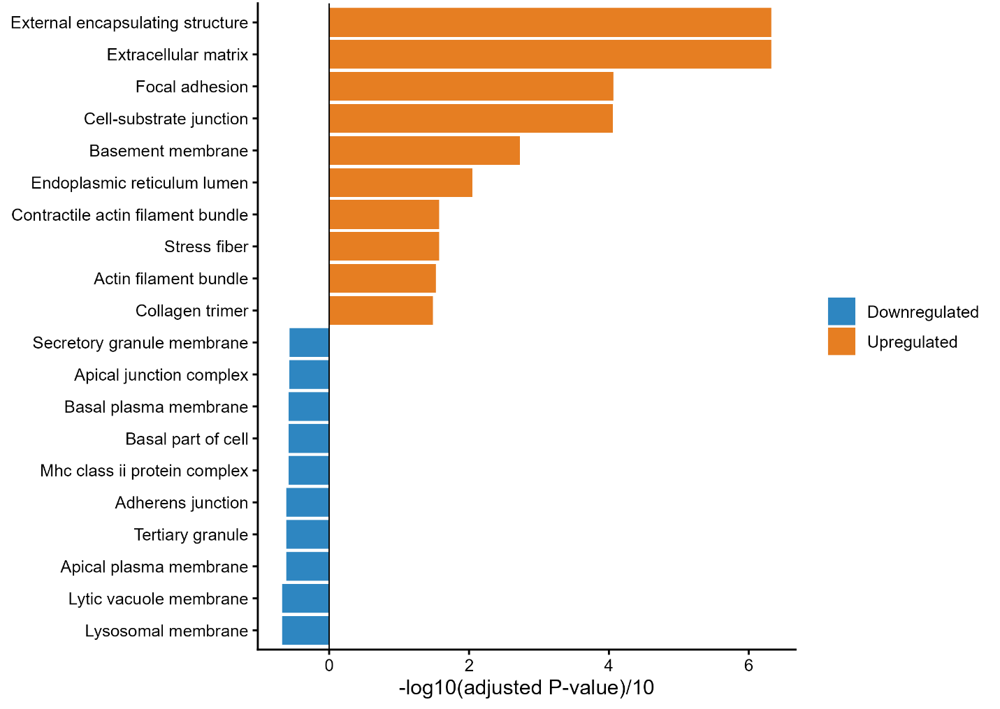 External encapsulating structure
Extracellular matrix
Focal adhesion
Cell-substrate junction
Basement membrane
Endoplasmic reticulum lumen
Contractile actin filament bundle
Stress fiber
Actin filament bundle
Collagen trimer
Secretory granule membrane
Apical junction complex
Basal plasma membrane
Basal part of cell
Mhc class ii protein complex
Adherens junction
Tertiary granule
Apical plasma membrane
Lytic vacuole membrane
Lysosomal membrane
0 2 4 6
-log10(adjusted P-value)/10
Downregulated
Upregulated